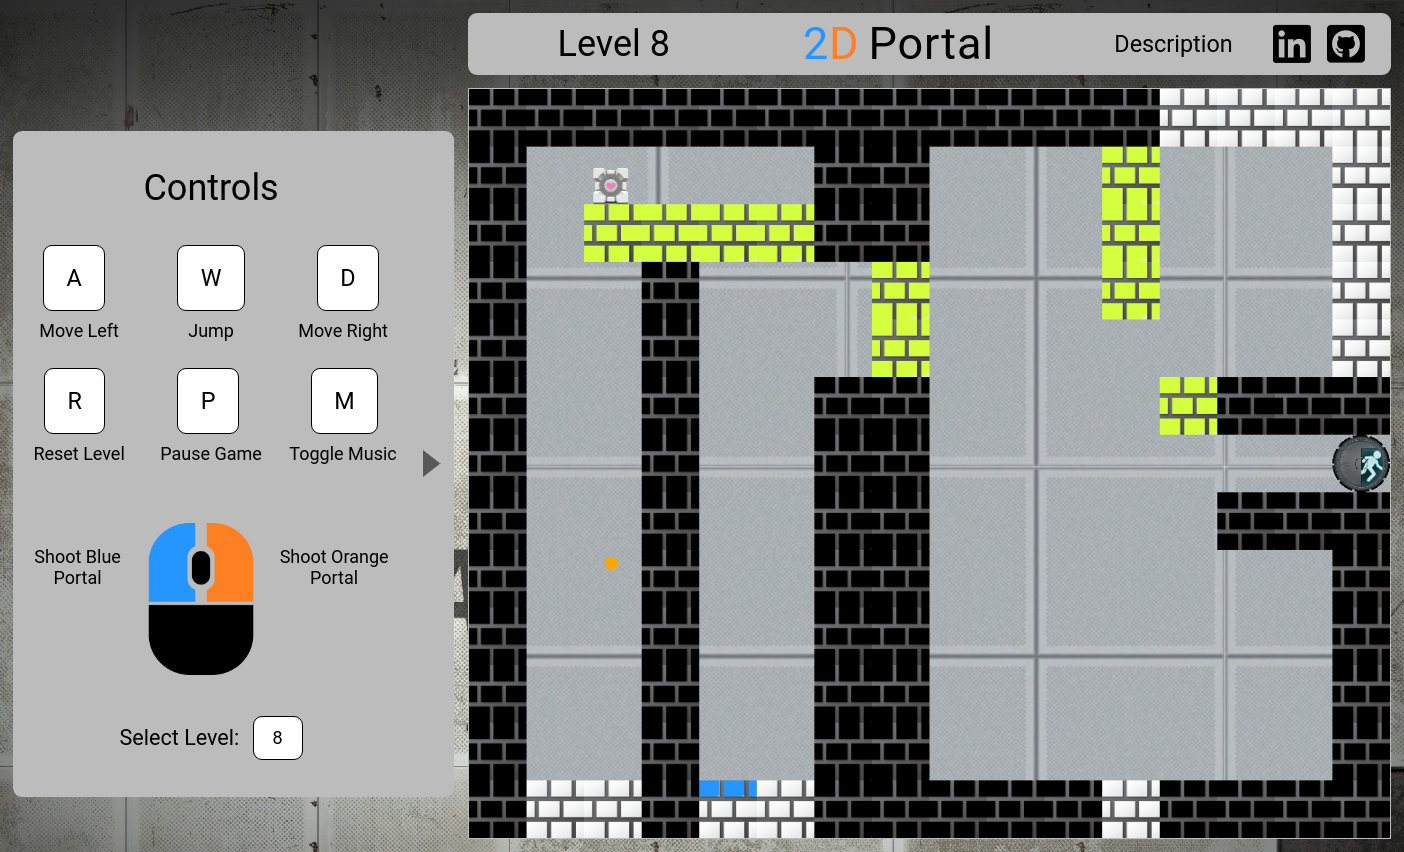 Level 8
2D Portal
Description
in
Controls
A
W
D
Move Left
Jump
Move Right
R
P
M
Reset Level
Pause Game
Toggle Music
Shoot Blue
Portal
Shoot Orange
Portal
Select Level:
8